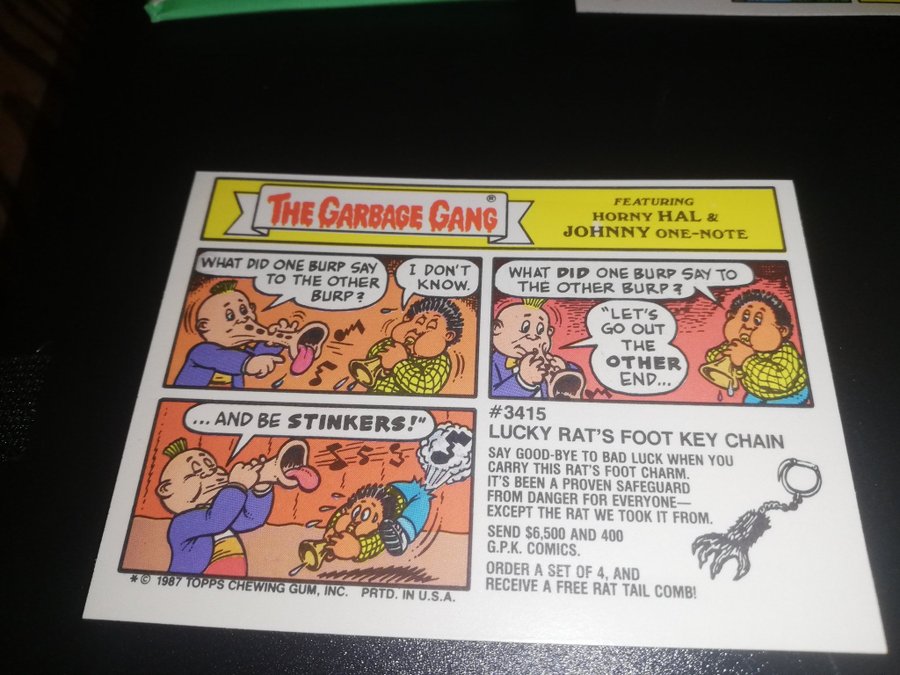 THE GARBAGE GANG®
FEATURING
HORNY HAL &
JOHNNY ONE-NOTE
WHAT DID ONE BURP SAY
TO THE OTHER
BURP?
I DON'T
KNOW.
WHAT DID ONE BURP SAY TO
THE OTHER BURP?
"LET'S
GO OUT
THE
OTHER
END...
...AND BE STINKERS!"
* © 1987 TOPPS CHEWING GUM, INC. PRTD. IN U.S.A.
#3415
LUCKY RAT'S FOOT KEY CHAIN
SAY GOOD-BYE TO BAD LUCK WHEN YOU
CARRY THIS RAT'S FOOT CHARM.
IT'S BEEN A PROVEN SAFEGUARD
FROM DANGER FOR EVERYONE—
EXCEPT THE RAT WE TOOK IT FROM.
SEND $6,500 AND 400
G.P.K. COMICS.
ORDER A SET OF 4, AND
RECEIVE A FREE RAT TAIL COMB!